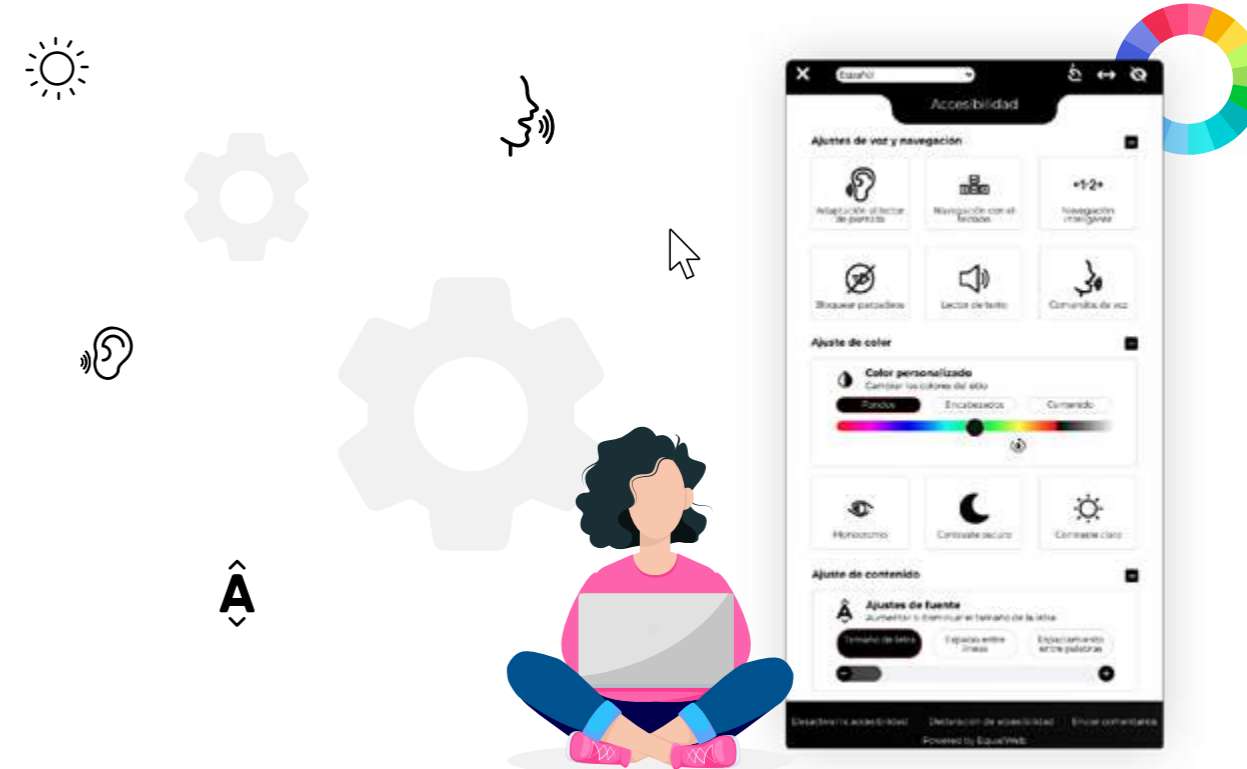 Español
Accesibilidad
Ajustes de voz y navegación
Adaptación al lector
de pantalla
Navegación con el
teclado
Navegación
inteligente
Bloquear parpadeos
Lector de texto
Comandos de voz
Ajuste de color
Color personalizado
Cambiar los colores del sitio
Fondos
Encabezados
Contenido
Monocromo
Contraste oscuro
Contraste claro
Ajuste de contenido
Â
Ajustes de fuente
Aumentar o disminuir el tamaño de la letra
Tamaño de letra
Espacio entre
líneas
Espaciamiento
entre palabras
Desactivar la accesibilidad
Declaración de accesibilidad
Enviar comentarios
Powered by EqualWeb